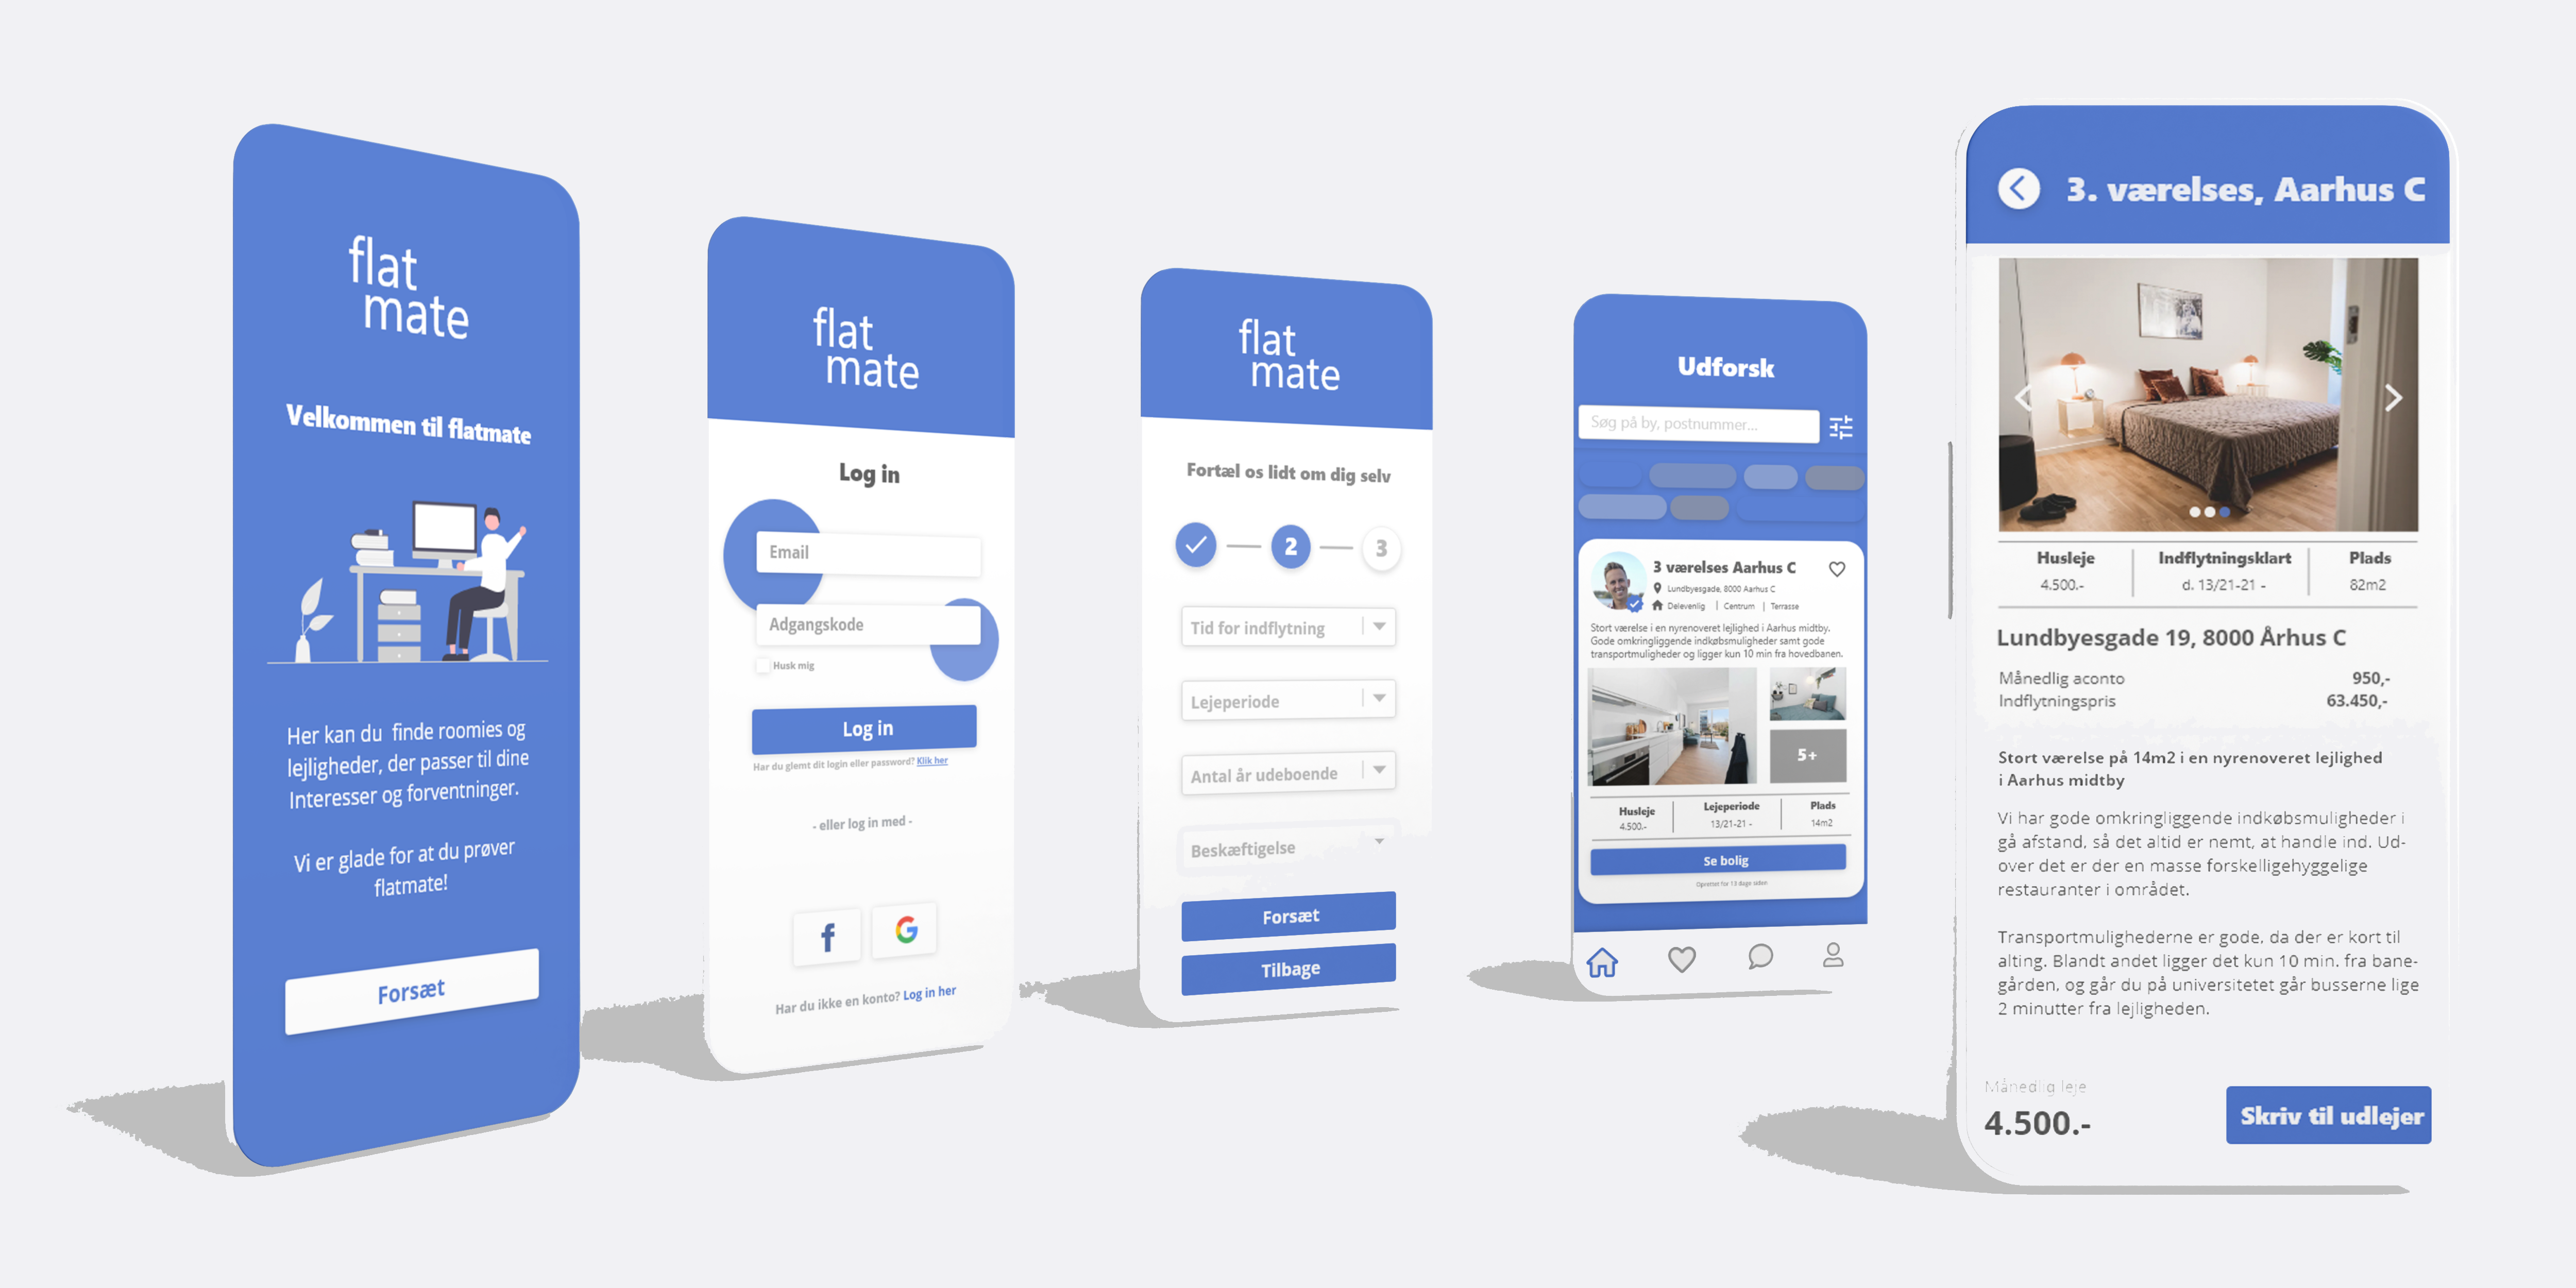 flat
mate
Velkommen til flatmate
Her kan du finde roomies og
lejligheder, der passer til dine
Interesser og forventninger.
Vi er glade for at du prøver
flatmate!
Forsæt
flat
mate
Log in
Email
Adgangskode
Husk mig
Log in
Har du glemt dit login eller password? Klik her
- eller log in med -
f
G
Har du ikke en konto? Log in her
flat
mate
Fortæl os lidt om dig selv
2
3
Tid for indflytning
Lejeperiode
Antal år udeboende
Beskæftigelse
Forsæt
Tilbage
Udforsk
Søg på by, postnummer...
3 værelses Aarhus C
Lundbyesgade, 8000 Aarhus C
Delevenlig | Centrum | Terrasse
Stort værelse i en nyrenoveret lejlighed i Aarhus midtby.
Gode omkringliggende indkøbsmuligheder samt gode
transportmuligheder og ligger kun 10 min fra hovedbanen.
5+
Husleje Lejeperiode Plads
4.500.- 13/21-21 - 14m2
Se bolig
Oprettet for 13 dage siden
3. værelses, Aarhus C
Husleje Indflytningsklart Plads
4.500.- d. 13/21-21 - 82m2
Lundbyesgade 19, 8000 Århus C
Månedlig aconto 950,-
Indflytningspris 63.450,-
Stort værelse på 14m2 i en nyrenoveret lejlighed
i Aarhus midtby
Vi har gode omkringliggende indkøbsmuligheder i
gå afstand, så det altid er nemt, at handle ind. Ud-
over det er der en masse forskelligehyggelige
restauranter i området.
Transportmulighederne er gode, da der er kort til
alting. Blandt andet ligger det kun 10 min. fra bane-
gården, og går du på universitetet går busserne lige
2 minutter fra lejligheden.
Månedlig leje
4.500.-
Skriv til udlejer